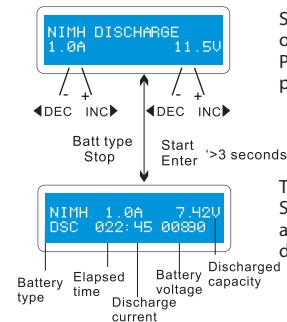 NIMH DISCHARGE
1.0A 11.5V
- + - +
◀DEC INC▶ ◀DEC INC▶
Batt type Start
Stop Enter '>3 seconds
NIMH 1.0A 7.42V
DSC 022:45 00890
Battery type
Elapsed time
Discharge current
Battery voltage
Discharged capacity
S
o
P
p
T
S
a
d